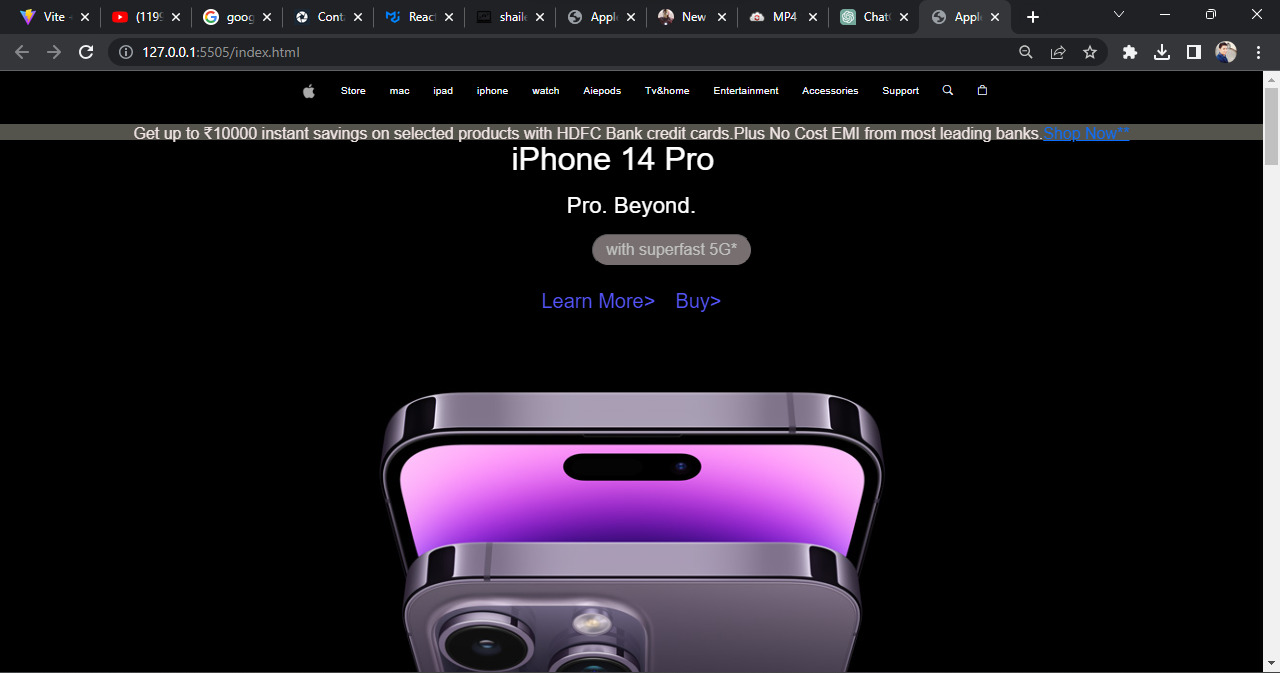 Vite
(119
goog
Cont
Reac
shaile
Appl
New
MP4
Chat
Appl
127.0.0.1:5505/index.html
Store mac ipad iphone watch Aiepods Tv&home Entertainment Accessories Support
Get up to ₹10000 instant savings on selected products with HDFC Bank credit cards.Plus No Cost EMI from most leading banks.Shop Now**
iPhone 14 Pro
Pro. Beyond.
with superfast 5G*
Learn More> Buy>